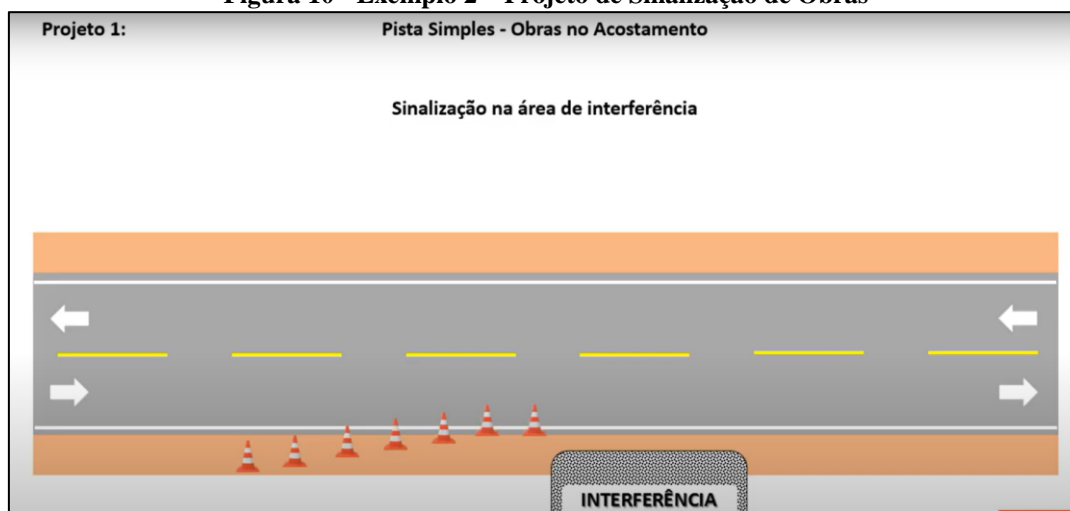 Figura 10 - Exemplo 2 – Projeto de Sinalização de Obras
Projeto 1:
Pista Simples - Obras no Acostamento
Sinalização na área de interferência
INTERFERÊNCIA